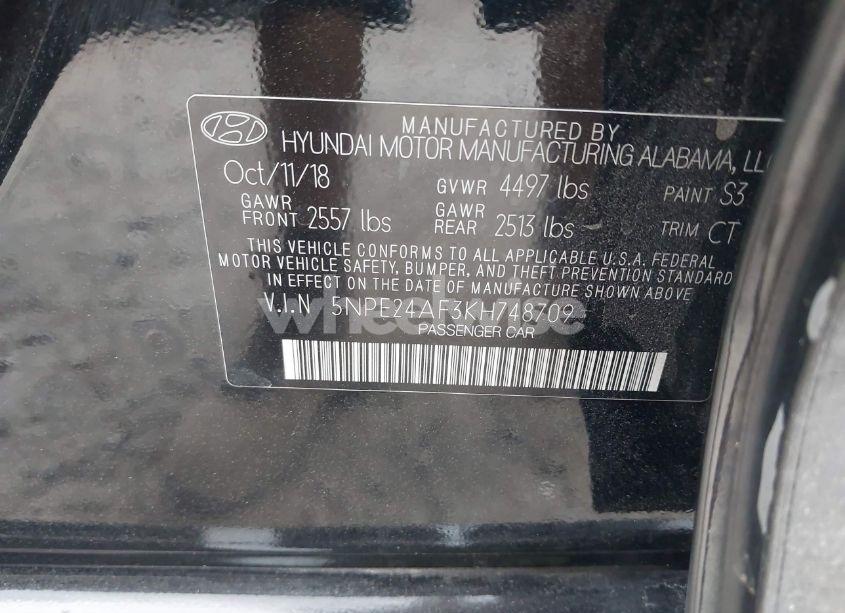 MANUFACTURED BY
HYUNDAI MOTOR MANUFACTURING ALABAMA,
Oct/11/18 GVWR 4497 lbs PAINT S3
GAWR FRONT 2557 lbs GAWR REAR 2513 lbs TRIM CT
THIS VEHICLE CONFORMS TO ALL APPLICABLE U.S.A. FEDERAL
MOTOR VEHICLE SAFETY, BUMPER, AND THEFT PREVENTION STANDARD
IN EFFECT ON THE DATE OF MANUFACTURE SHOWN ABOVE
V.I.N 5NPE24AF3KH748709
PASSENGER CAR